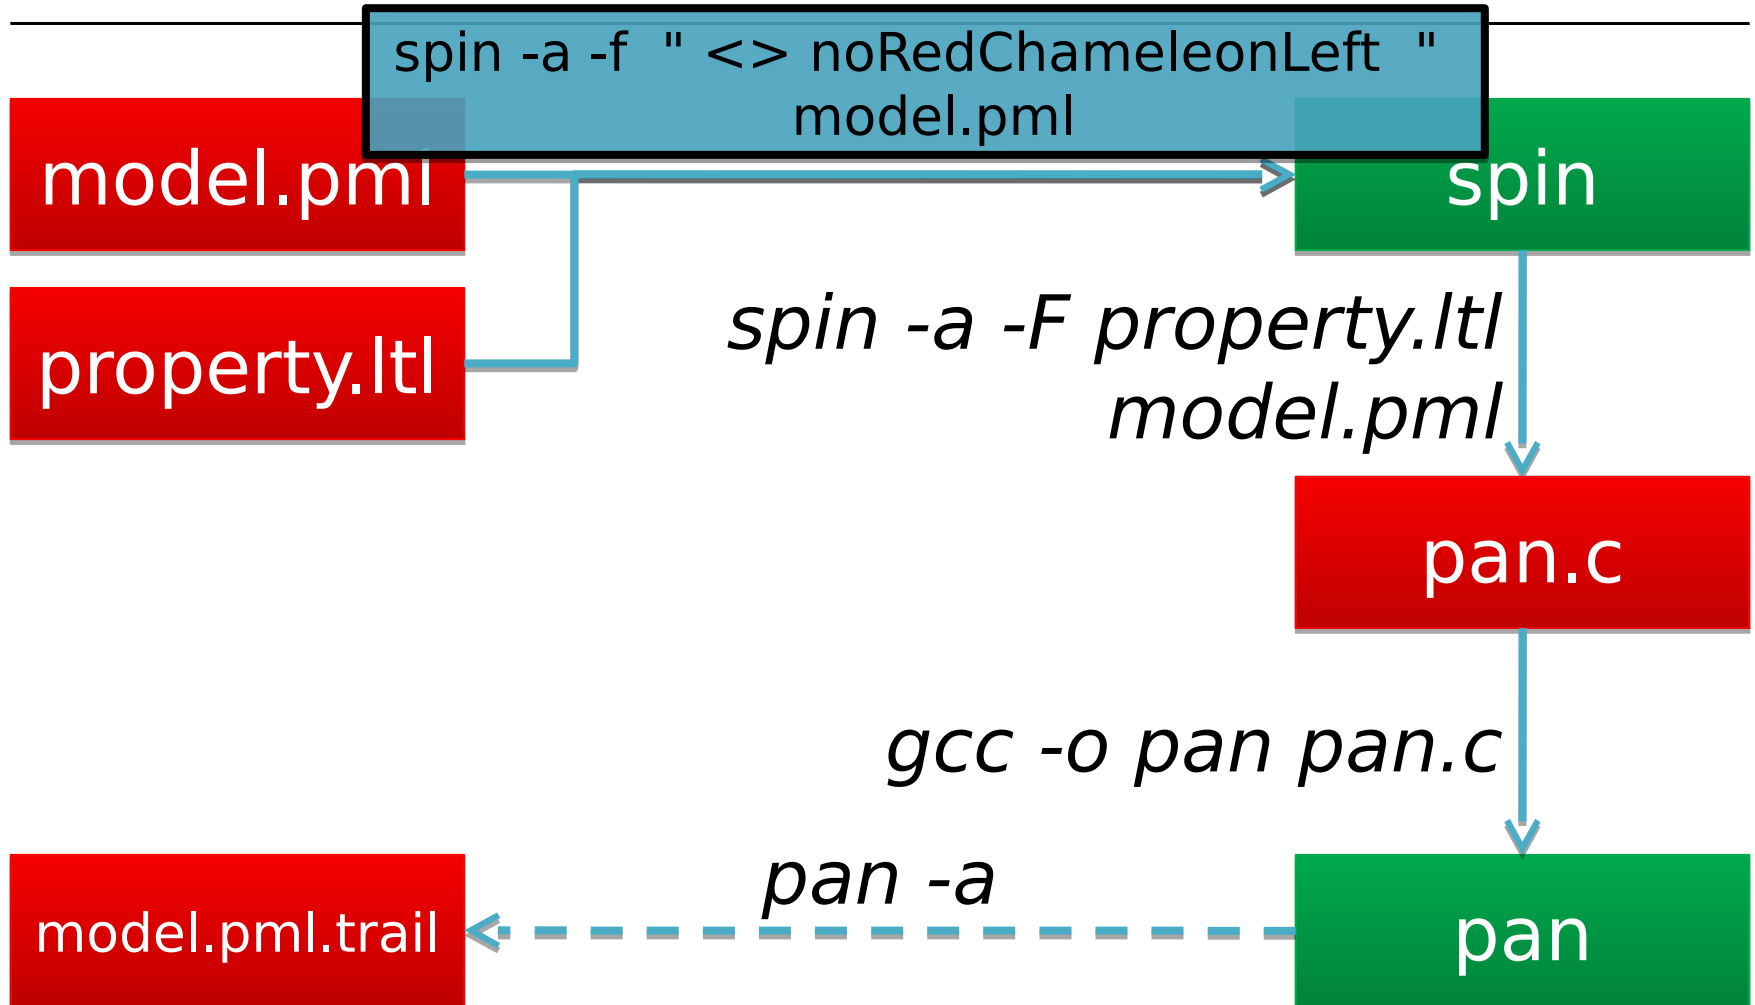 spin -a -f " <> noRedChameleonLeft "
model.pml
model.pml
spin
property.ltl
spin -a -F property.ltl
model.pml
pan.c
gcc -o pan pan.c
pan -a
model.pml.trail
pan